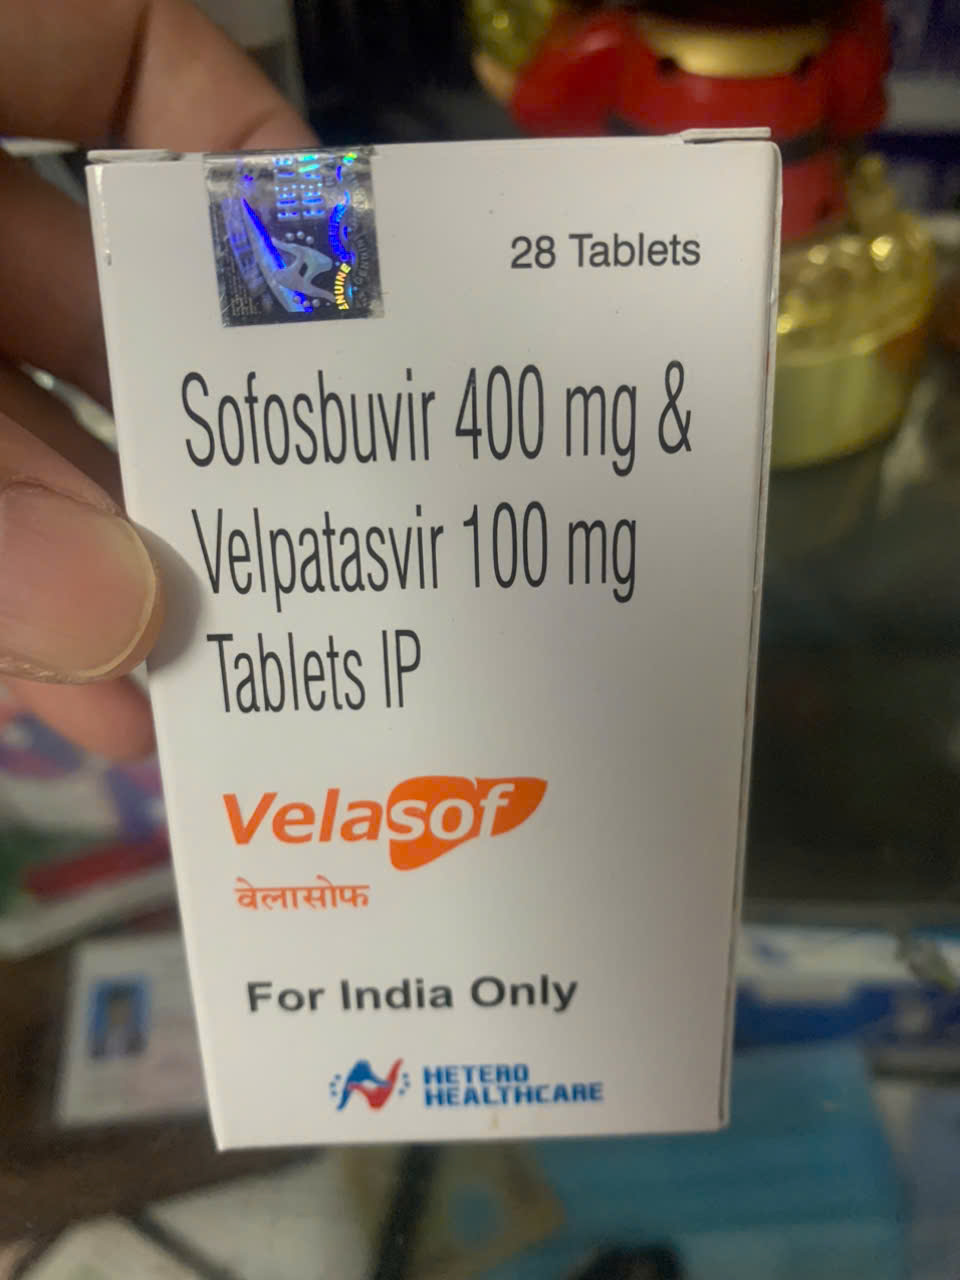 28 Tablets
Sofosbuvir 400 mg &
Velpatasvir 100 mg
Tablets IP
Velasof
वेलासोफ
For India Only
HETERO
HEALTHCARE